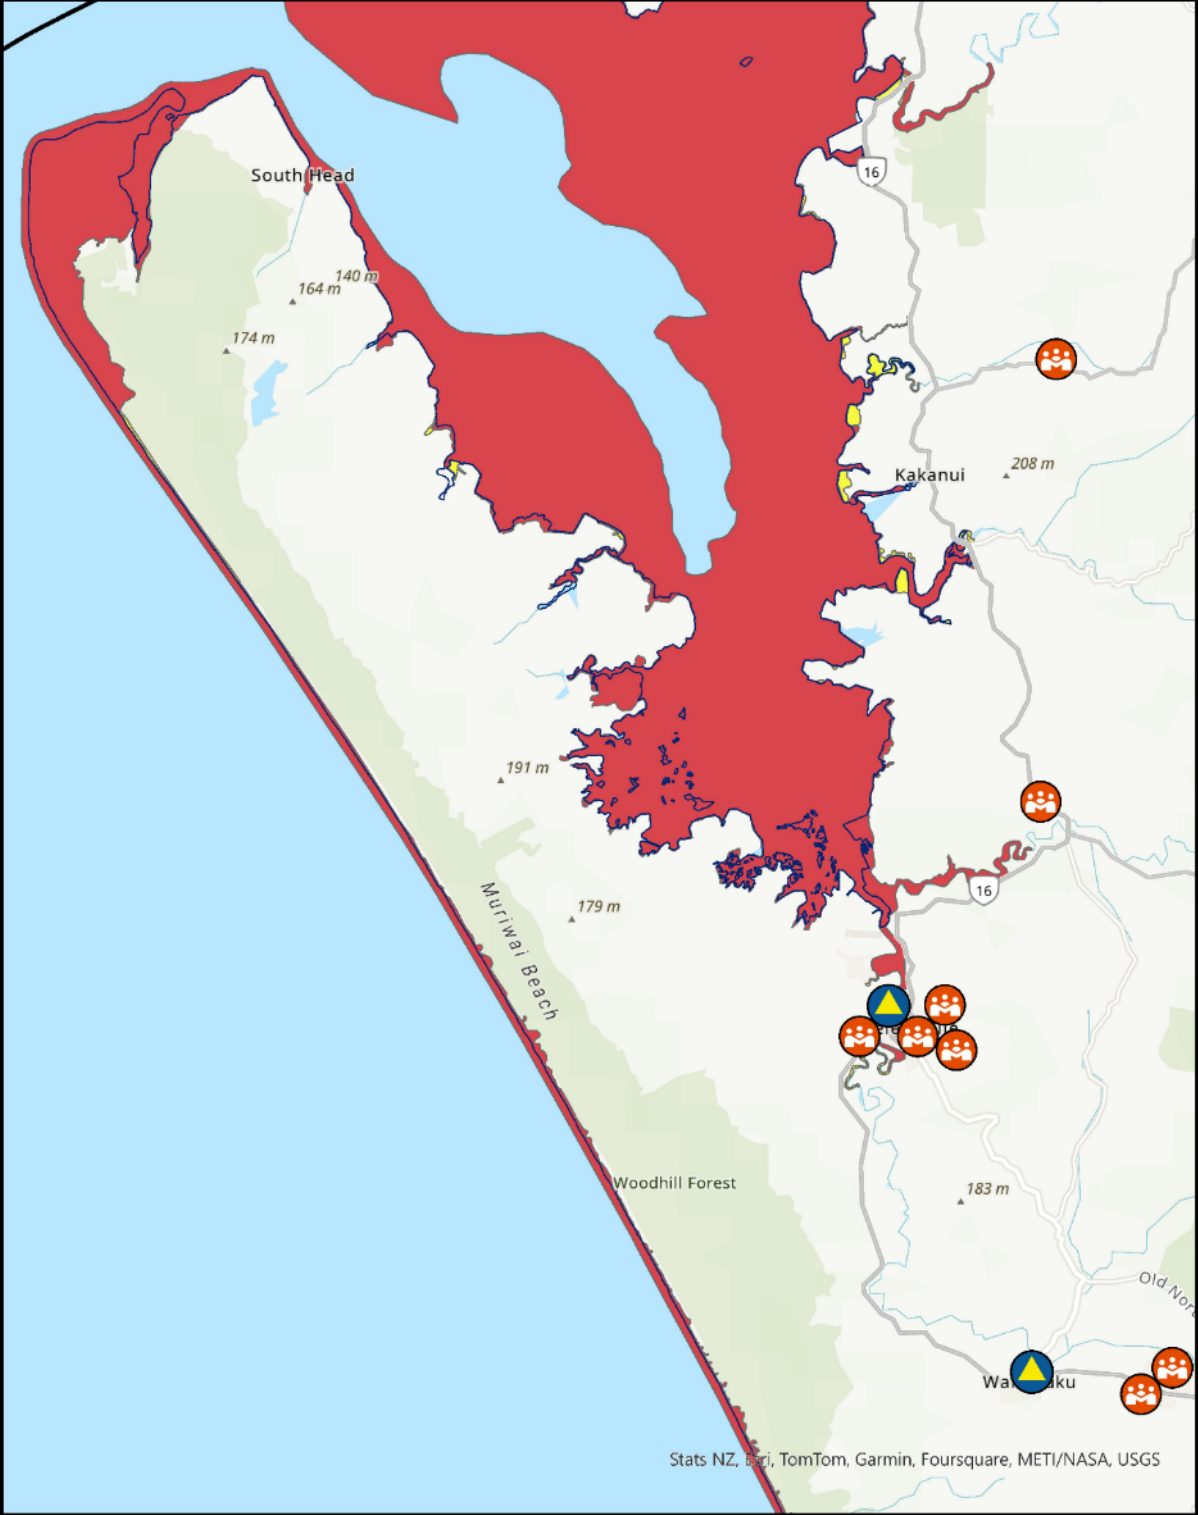 16
South Head
140 m
164 m
174 m
208 m
Kakanui
191 m
16
179 m
Muriwai Beach
Woodhill Forest
183 m
Old Nor
Stats NZ, Esri, TomTom, Garmin, Foursquare, METI/NASA, USGS